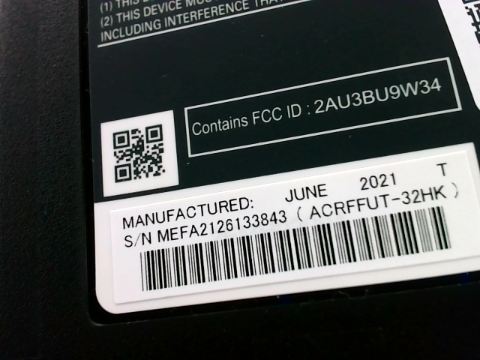 (1) THIS
(2) THIS DEVICE MUST
INCLUDING INTERFERENCE THAT
Contains FCC ID : 2AU3BU9W34
MANUFACTURED: JUNE 2021 T
S/N MEFA2126133843 ( ACRFFUT-32HK )